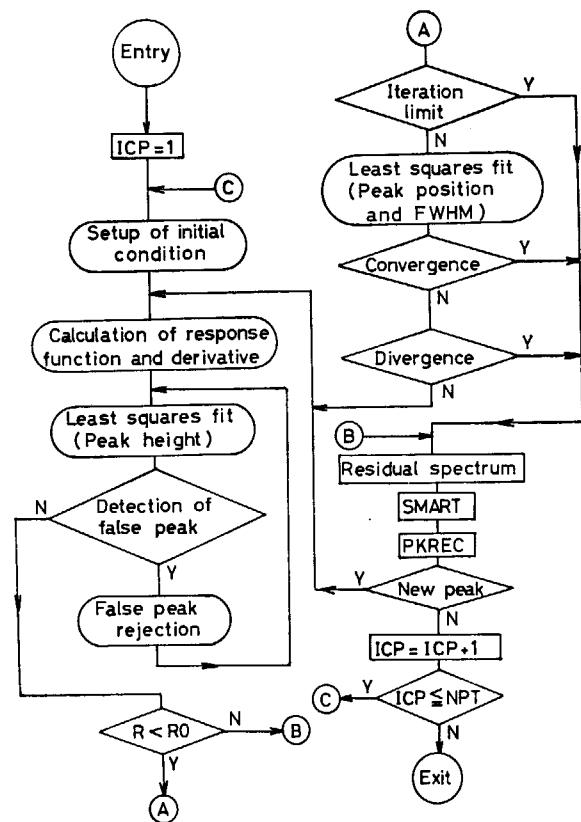 Entry
ICP=1
C
Setup of initial
condition
Calculation of response
function and derivative
Least squares fit
(Peak height)
N
Detection of
false peak
Y
False peak
rejection
R < R0
N
B
Y
A
A
Iteration
limit
Y
N
Least squares fit
(Peak position
and FWHM)
Convergence
Y
N
Divergence
Y
N
B
Residual spectrum
SMART
PKREC
Y
New peak
N
ICP = ICP+1
C
Y
ICP ≦ NPT
N
Exit